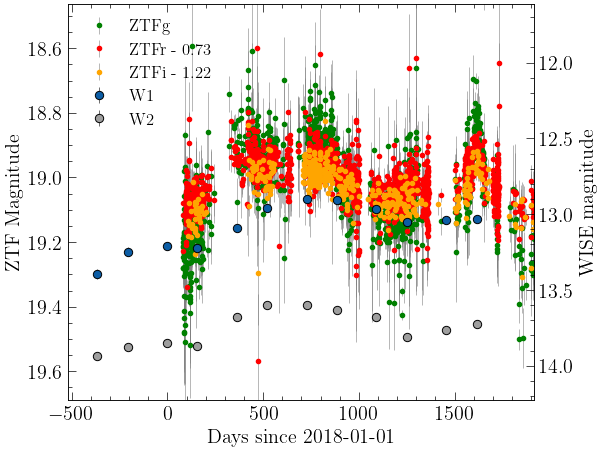 ZTFg
ZTFr - 0.73
ZTFi - 1.22
W1
W2
18.6
18.8
19.0
19.2
19.4
19.6
ZTF Magnitude
12.0
12.5
13.0
13.5
14.0
WISE magnitude
−500 0 500 1000 1500
Days since 2018-01-01